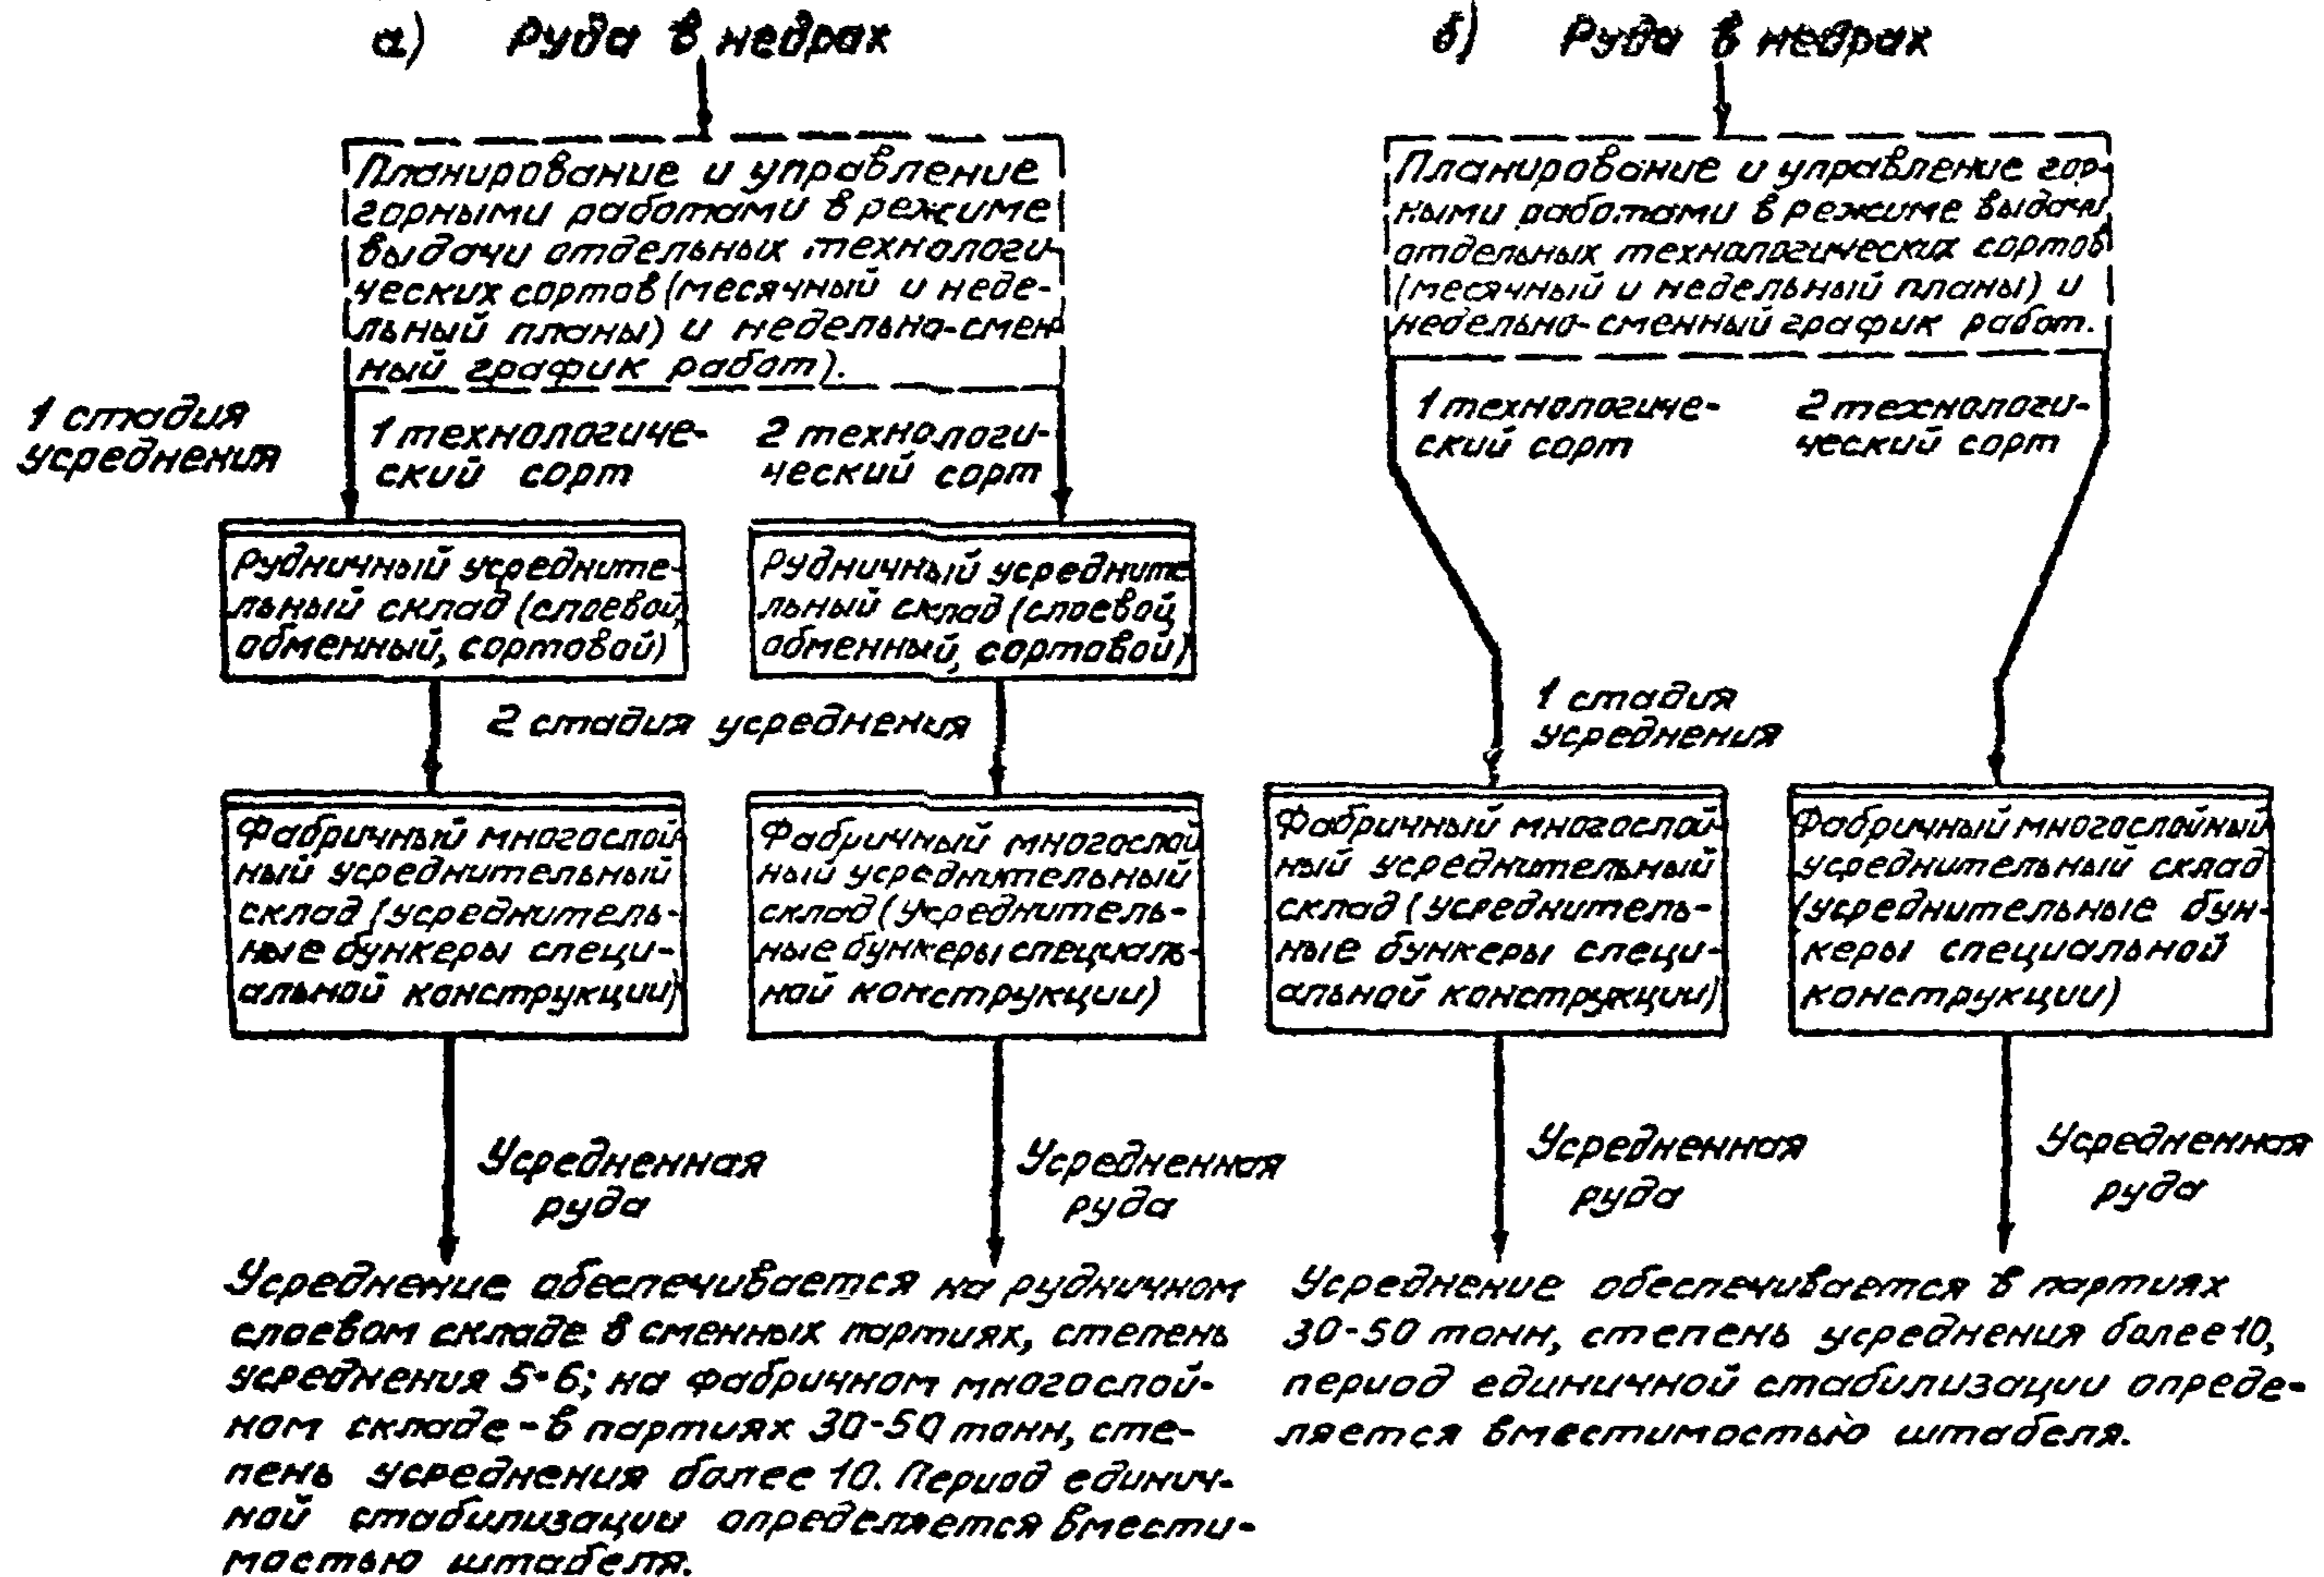 а) Руда в недрах
Планирование и управление
горными работами в режиме
выдачи отдельных технологи-
ческих сортов (месячный и неде-
льный планы) и недельно-смен-
ный график работ).
1 стадия
усреднения
1 технологиче-
ский сорт
2 технологи-
ческий сорт
Рудничный усредните-
льный склад (слоевой,
обменный, сортовой)
Рудничный усредните
льный склад (слоевой,
обменный, сортовой)
2 стадия усреднения
Фабричный многослой-
ный усреднительный
склад (усреднитель-
ные бункеры специ-
альной конструкции)
Фабричный многослой
ный усреднительный
склад (усреднитель-
ные бункеры специаль-
ной конструкции)
Усредненная
руда
Усредненная
руда
Усреднение обеспечивается на рудничном
слоевом складе в сменных партиях, степень
усреднения 5-6; на фабричном многослой-
ном складе - в партиях 30-50 тонн, сте-
пень усреднения более 10. Период единич-
ной стабилизации определяется вмести-
мостью штабеля.
б) Руда в недрах
Планирование и управление гор-
ными работами в режиме выдачи
отдельных технологических сортов
(месячный и недельный планы) и
недельно-сменный график работ.
1 технологиче-
ский сорт
2 технологи-
ческий сорт
1 стадия
усреднения
Фабричный многослой-
ный усреднительный
склад (усреднитель-
ные бункеры специ-
альной конструкции)
Фабричный многослойный
усреднительный склад
(усреднительные бун-
керы специальной
конструкции)
Усредненная
руда
Усредненная
руда
Усреднение обеспечивается в партиях
30-50 тонн, степень усреднения более 10,
период единичной стабилизации опреде-
ляется вместимостью штабеля.